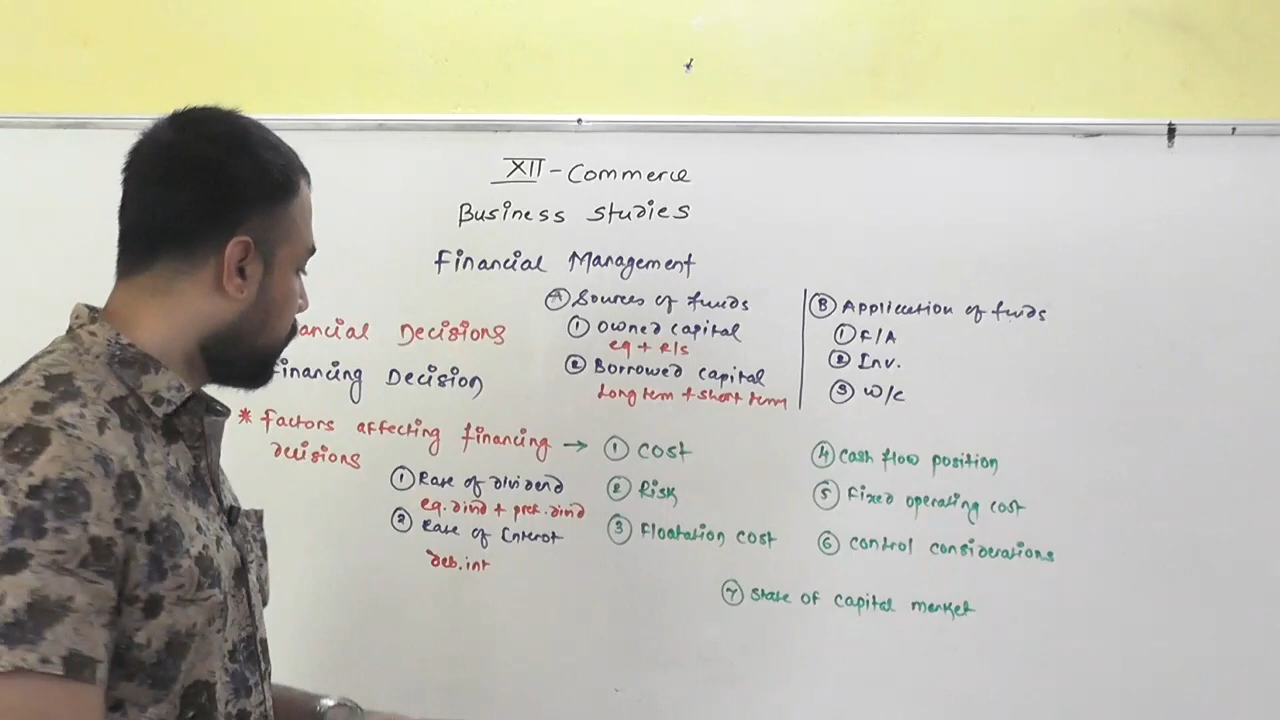 XII - Commerce
Business Studies
Financial Management
A Sources of funds
1 Owned capital
eq + R/S
2 Borrowed capital
Long term + short term
B Application of funds
1 F/A
2 Inv.
3 W/C
ancial Decisions
Financing Decision
* Factors affecting financing → 
decisions
1 Rate of dividend
eq. divd + pref. divd
2 Rate of Interst
Deb. int
1 Cost
2 Risk
3 Floatation cost
4 Cash flow position
5 Fixed operating cost
6 Control considerations
7 State of capital market